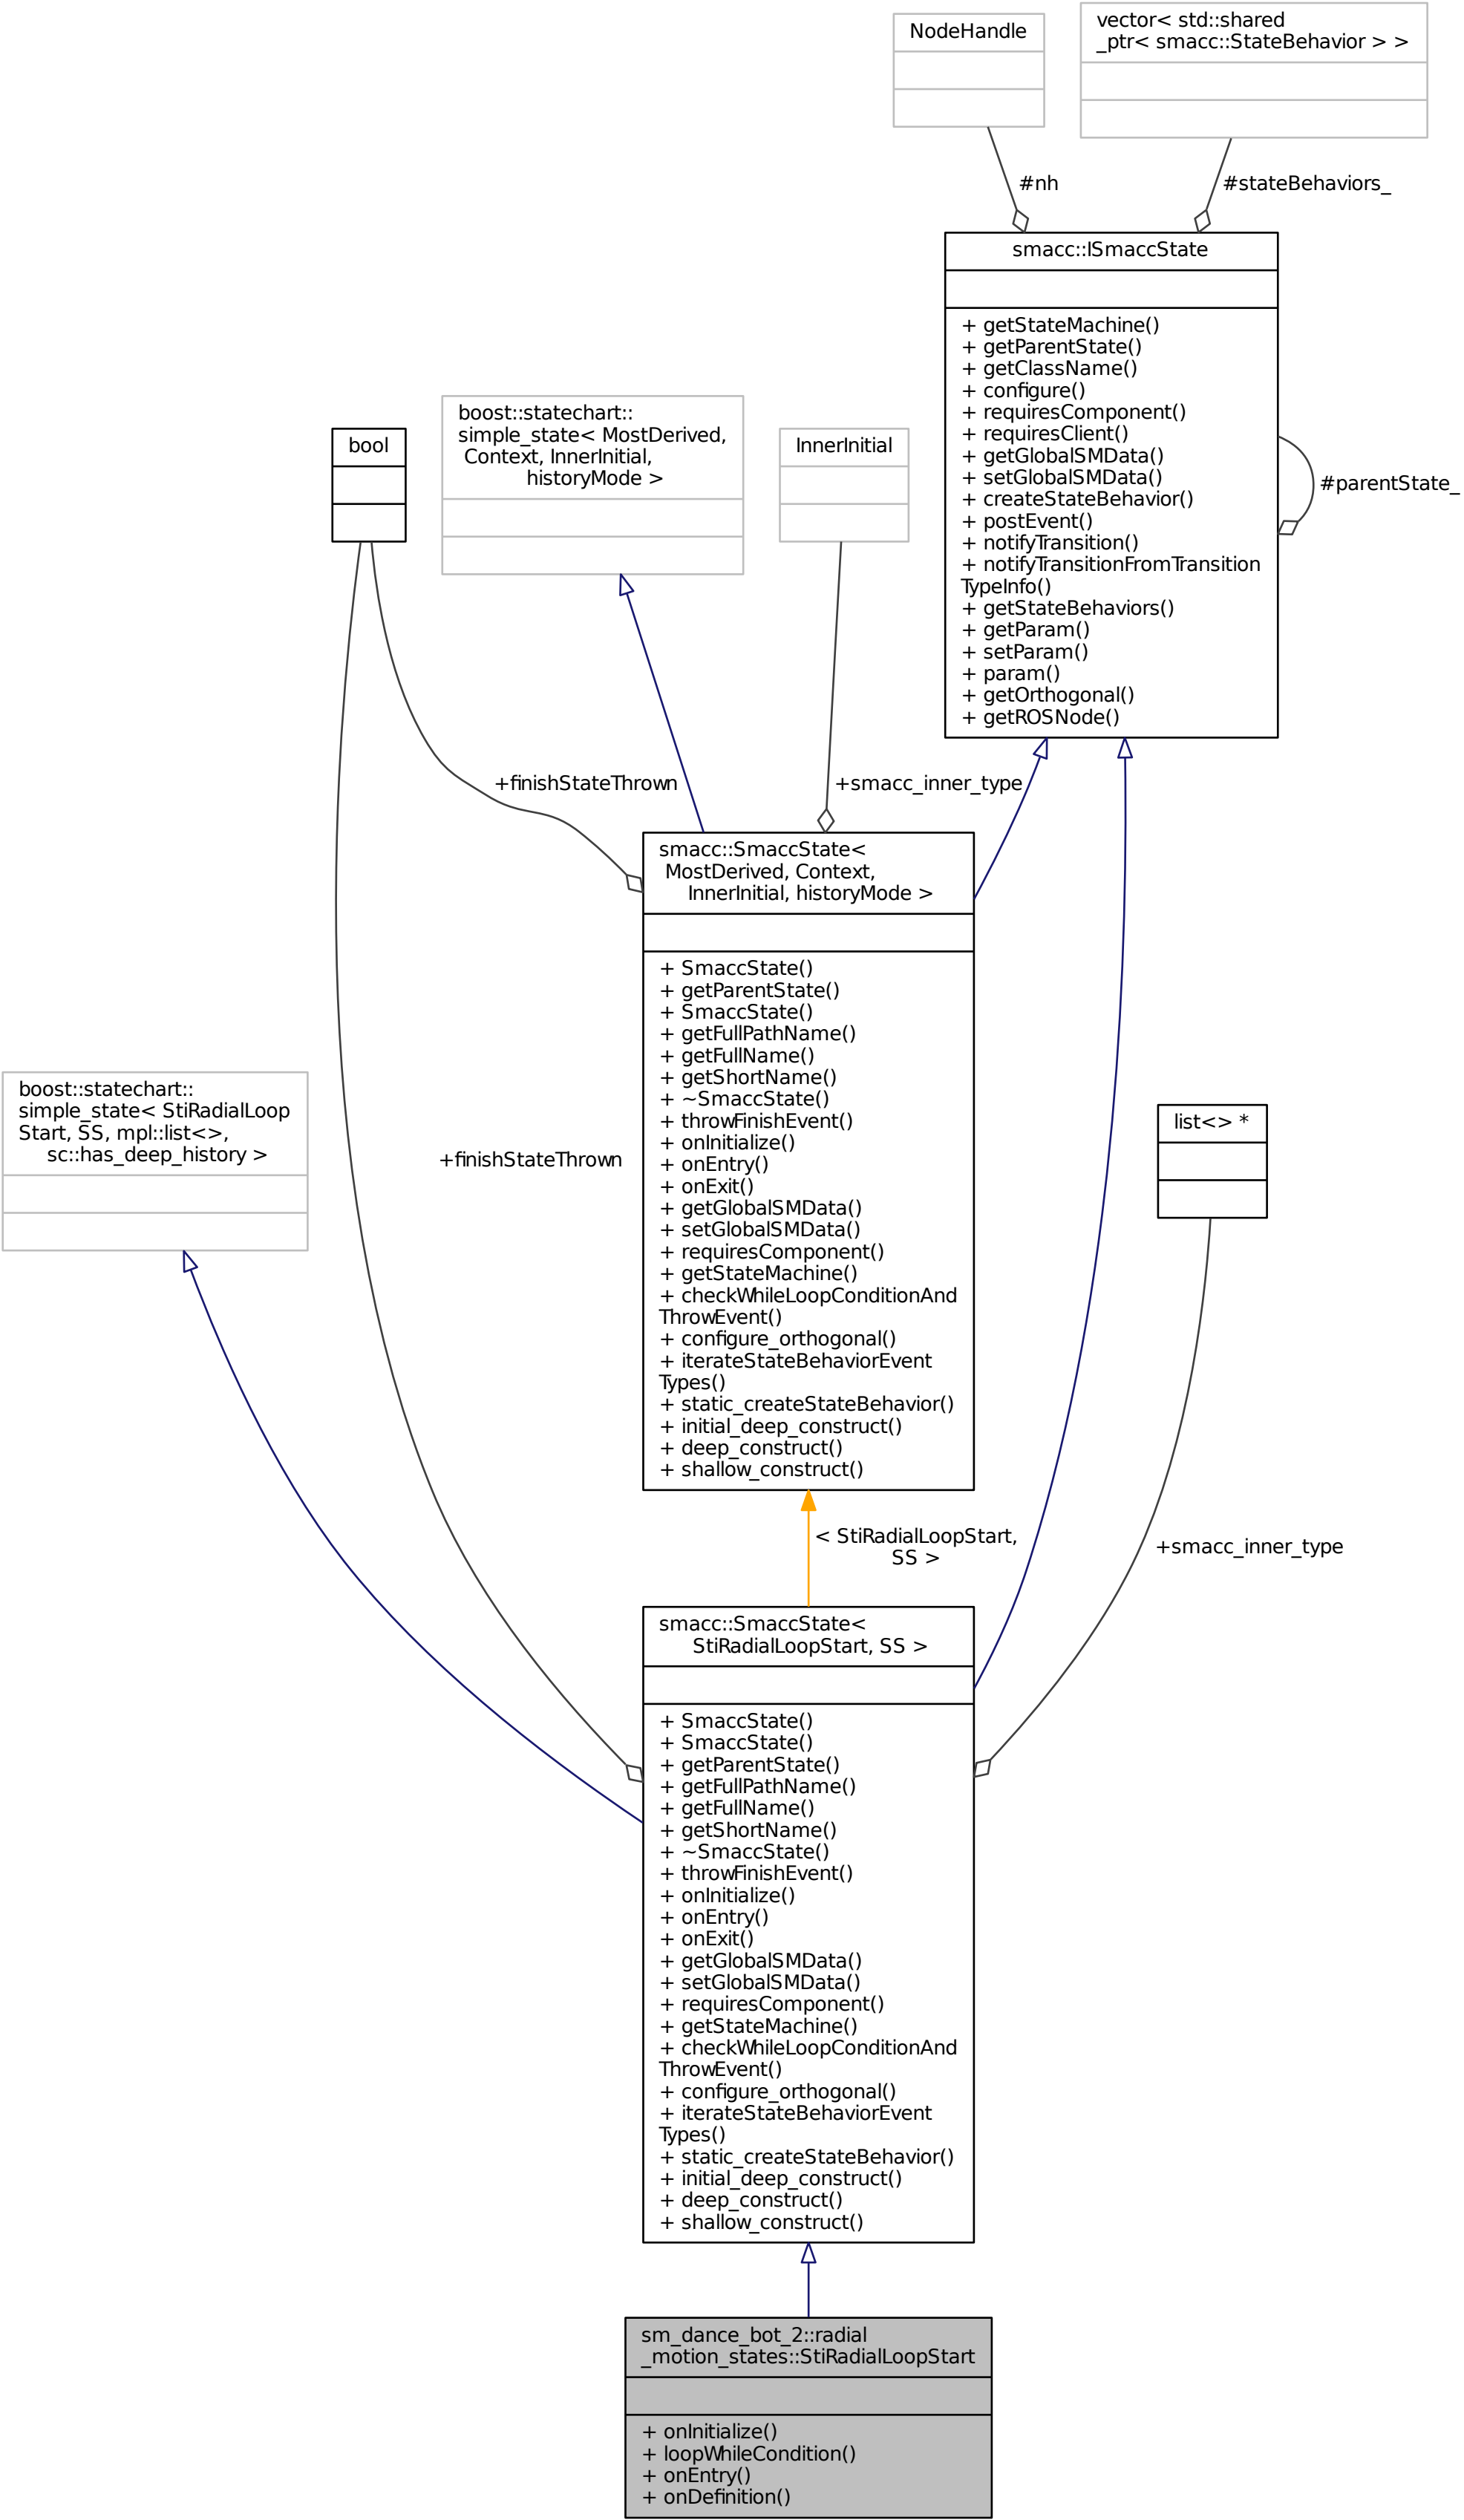 NodeHandle
vector< std::shared
_ptr< smacc::StateBehavior > >
#nh
#stateBehaviors_
smacc::ISmaccState
+ getStateMachine()
+ getParentState()
+ getClassName()
+ configure()
+ requiresComponent()
+ requiresClient()
+ getGlobalSMData()
+ setGlobalSMData()
+ createStateBehavior()
+ postEvent()
+ notifyTransition()
+ notifyTransitionFromTransition
TypeInfo()
+ getStateBehaviors()
+ getParam()
+ setParam()
+ param()
+ getOrthogonal()
+ getROSNode()
#parentState_
bool
boost::statechart::
simple_state< MostDerived,
Context, InnerInitial,
historyMode >
InnerInitial
+finishStateThrown
+smacc_inner_type
smacc::SmaccState<
MostDerived, Context,
InnerInitial, historyMode >
+ SmaccState()
+ getParentState()
+ SmaccState()
+ getFullPathName()
+ getFullName()
+ getShortName()
+ ~SmaccState()
+ throwFinishEvent()
+ onInitialize()
+ onEntry()
+ onExit()
+ getGlobalSMData()
+ setGlobalSMData()
+ requiresComponent()
+ getStateMachine()
+ checkWhileLoopConditionAnd
ThrowEvent()
+ configure_orthogonal()
+ iterateStateBehaviorEvent
Types()
+ static_createStateBehavior()
+ initial_deep_construct()
+ deep_construct()
+ shallow_construct()
boost::statechart::
simple_state< StiRadialLoop
Start, SS, mpl::list<>,
sc::has_deep_history >
+finishStateThrown
list<> *
< StiRadialLoopStart,
SS >
+smacc_inner_type
smacc::SmaccState<
StiRadialLoopStart, SS >
+ SmaccState()
+ SmaccState()
+ getParentState()
+ getFullPathName()
+ getFullName()
+ getShortName()
+ ~SmaccState()
+ throwFinishEvent()
+ onInitialize()
+ onEntry()
+ onExit()
+ getGlobalSMData()
+ setGlobalSMData()
+ requiresComponent()
+ getStateMachine()
+ checkWhileLoopConditionAnd
ThrowEvent()
+ configure_orthogonal()
+ iterateStateBehaviorEvent
Types()
+ static_createStateBehavior()
+ initial_deep_construct()
+ deep_construct()
+ shallow_construct()
sm_dance_bot_2::radial
_motion_states::StiRadialLoopStart
+ onInitialize()
+ loopWhileCondition()
+ onEntry()
+ onDefinition()